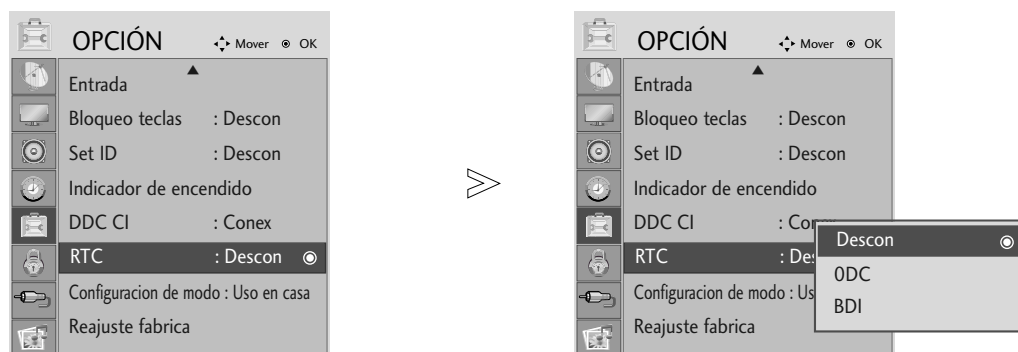 OPCIÓN Mover OK
Entrada
Bloqueo teclas : Descon
Set ID : Descon
Indicador de encendido
DDC CI : Conex
RTC : Descon
Configuracion de modo : Uso en casa
Reajuste fabrica
OPCIÓN Mover OK
Entrada
Bloqueo teclas : Descon
Set ID : Descon
Indicador de encendido
DDC CI : Conex
RTC : Des
Configuracion de modo : Us
Reajuste fabrica
Descon
0DC
BDI